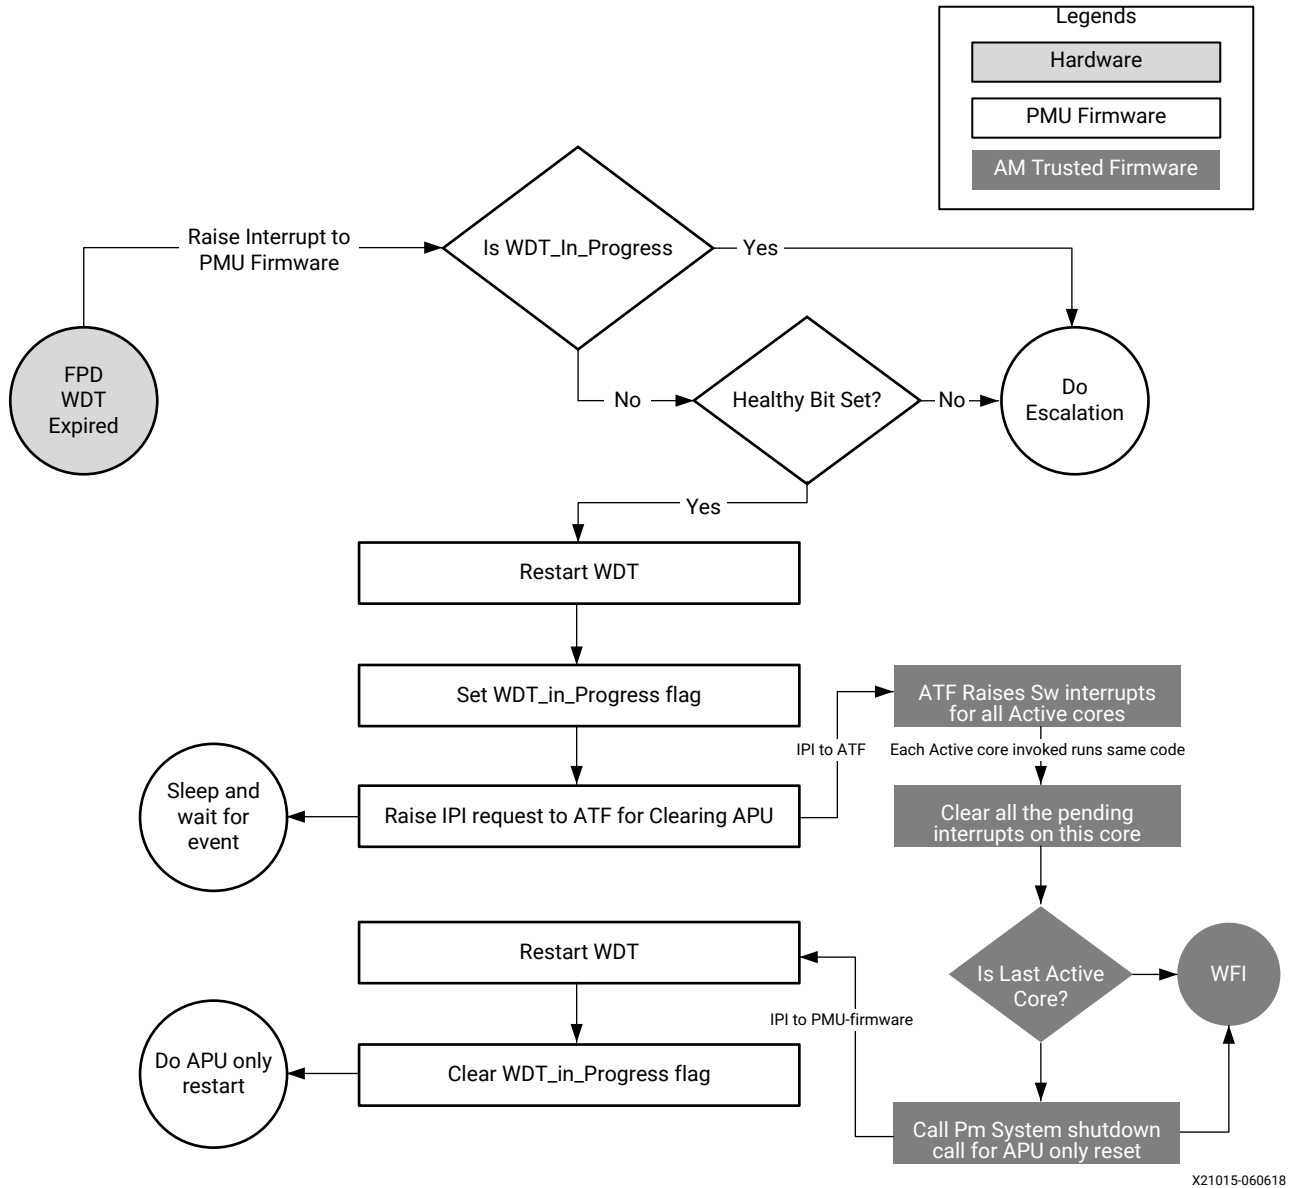 Legends
Hardware
PMU Firmware
AM Trusted Firmware
Raise Interrupt to
PMU Firmware
Is WDT_In_Progress
Yes
FPD
WDT
Expired
No
Healthy Bit Set?
No
Do
Escalation
Yes
Restart WDT
Set WDT_in_Progress flag
ATF Raises Sw interrupts
for all Active cores
IPI to ATF
Each Active core invoked runs same code
Sleep and
wait for
event
Raise IPI request to ATF for Clearing APU
Clear all the pending
interrupts on this core
Restart WDT
Is Last Active
Core?
WFI
IPI to PMU-firmware
Do APU only
restart
Clear WDT_in_Progress flag
Call Pm System shutdown
call for APU only reset
X21015-060618